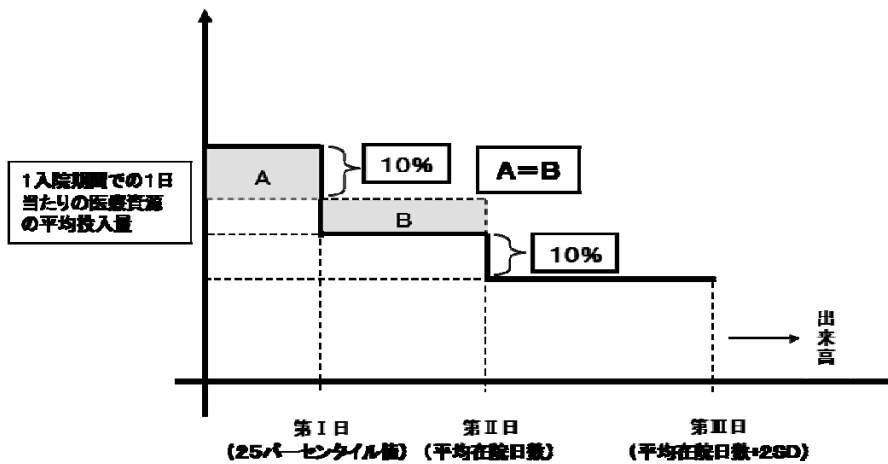 A
10%
A=B
1入院期間での1日
当たりの医療資源
の平均投入量
B
10%
出
来
高
第Ⅰ日
第Ⅱ日
第Ⅲ日
(25パーセンタイル値)
(平均在院日数)
(平均在院日数+2SD)